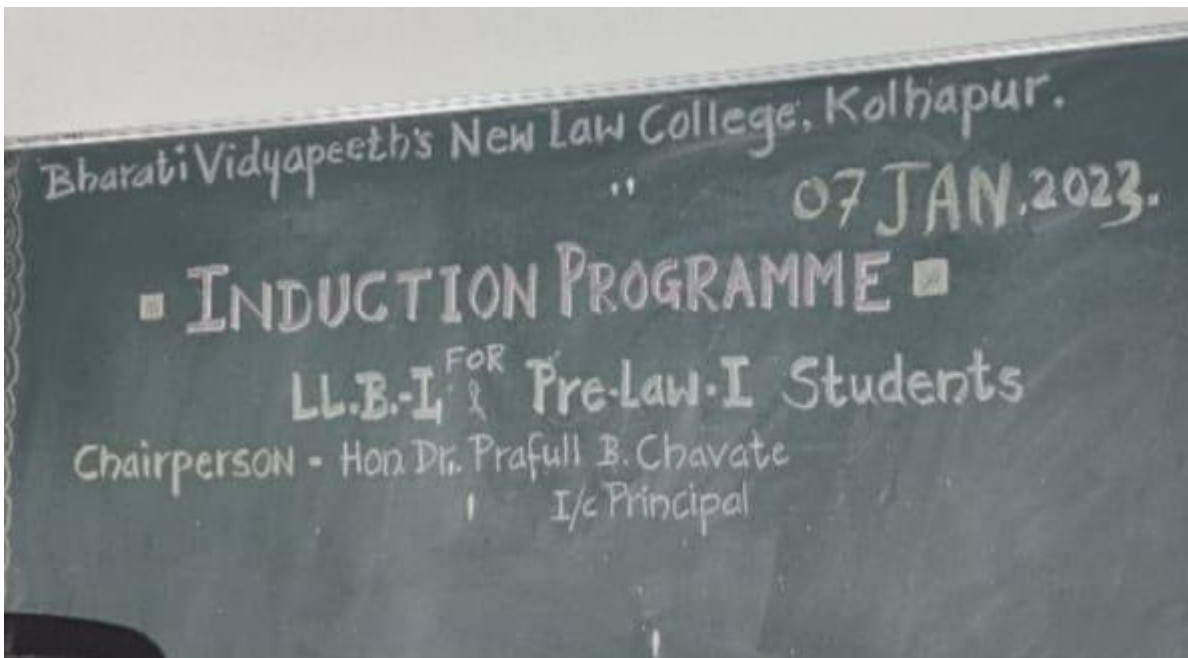 Bharati Vidyapeeth's New Law College, Kolhapur.
07 JAN. 2023.
INDUCTION PROGRAMME
FOR
LL.B.-I, & Pre-Law-I Students
Chairperson - Hon. Dr. Prafull B. Chavate
I/c Principal